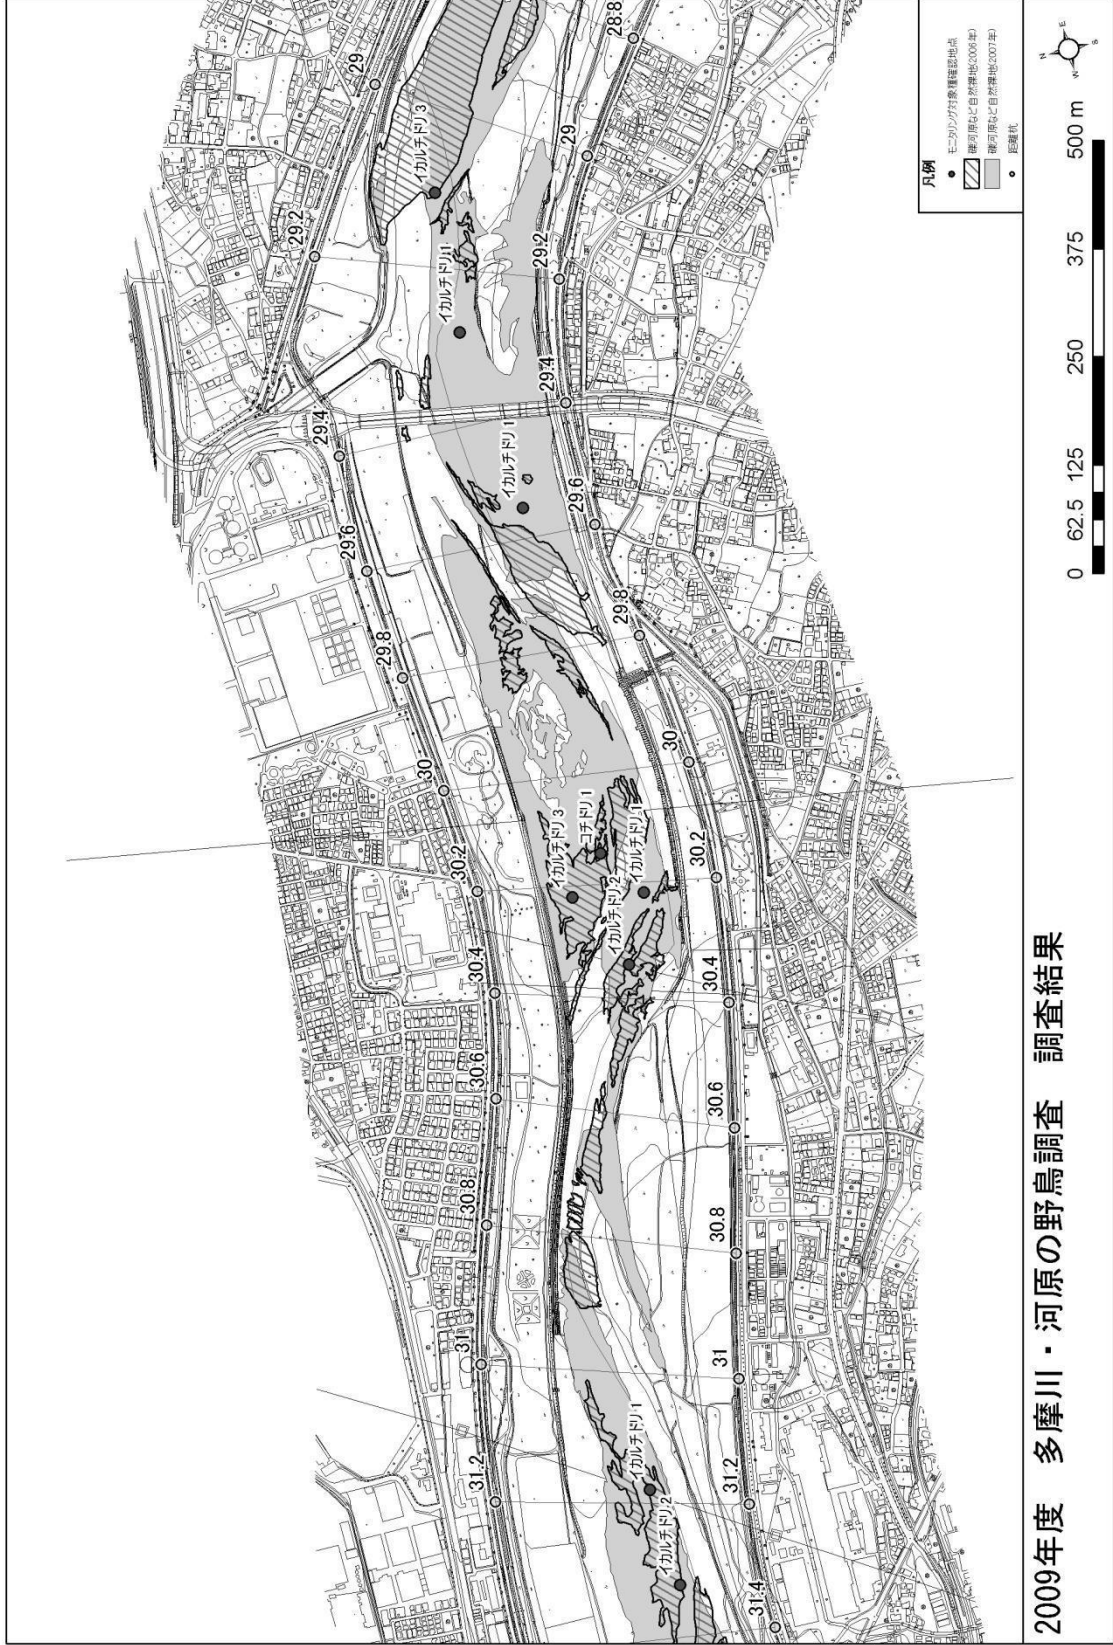 29
29.2
29.4
29.6
29.8
30
30.2
30.4
30.6
30.8
31
31.2
28.8
29
29.2
29.4
29.6
29.8
30
30.2
30.4
30.6
30.8
31
31.2
31.4
イカルチドリ 3
イカルチドリ 1
イカルチドリ 1
イカルチドリ 3
コチドリ 1
イカルチドリ 1
イカルチドリ 2
イカルチドリ 1
イカルチドリ 2
凡例
モニタリング対象種確認地点
礫河原など自然裸地(2006年)
礫河原など自然裸地(2007年)
距離杭
N
E
S
W
0 62.5 125 250 375 500 m
2009年度 多摩川・河原の野鳥調査 調査結果